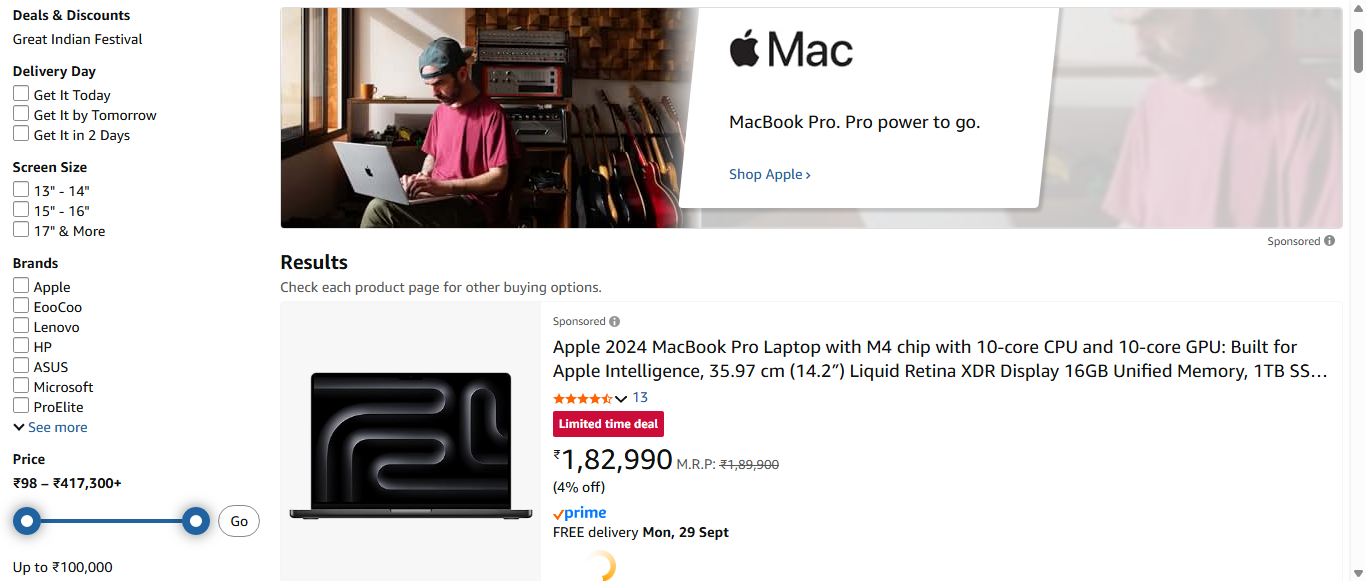 Deals & Discounts
Great Indian Festival
Delivery Day
Get It Today
Get It by Tomorrow
Get It in 2 Days
Screen Size
13" - 14"
15" - 16"
17" & More
Brands
Apple
EooCoo
Lenovo
HP
ASUS
Microsoft
ProElite
See more
Price
₹98 – ₹417,300+
Go
Up to ₹100,000
Mac
MacBook Pro. Pro power to go.
Shop Apple ›
Sponsored
Results
Check each product page for other buying options.
Sponsored
Apple 2024 MacBook Pro Laptop with M4 chip with 10-core CPU and 10-core GPU: Built for
Apple Intelligence, 35.97 cm (14.2″) Liquid Retina XDR Display 16GB Unified Memory, 1TB SS…
13
Limited time deal
₹1,82,990 M.R.P: ₹1,89,900
(4% off)
prime
FREE delivery Mon, 29 Sept